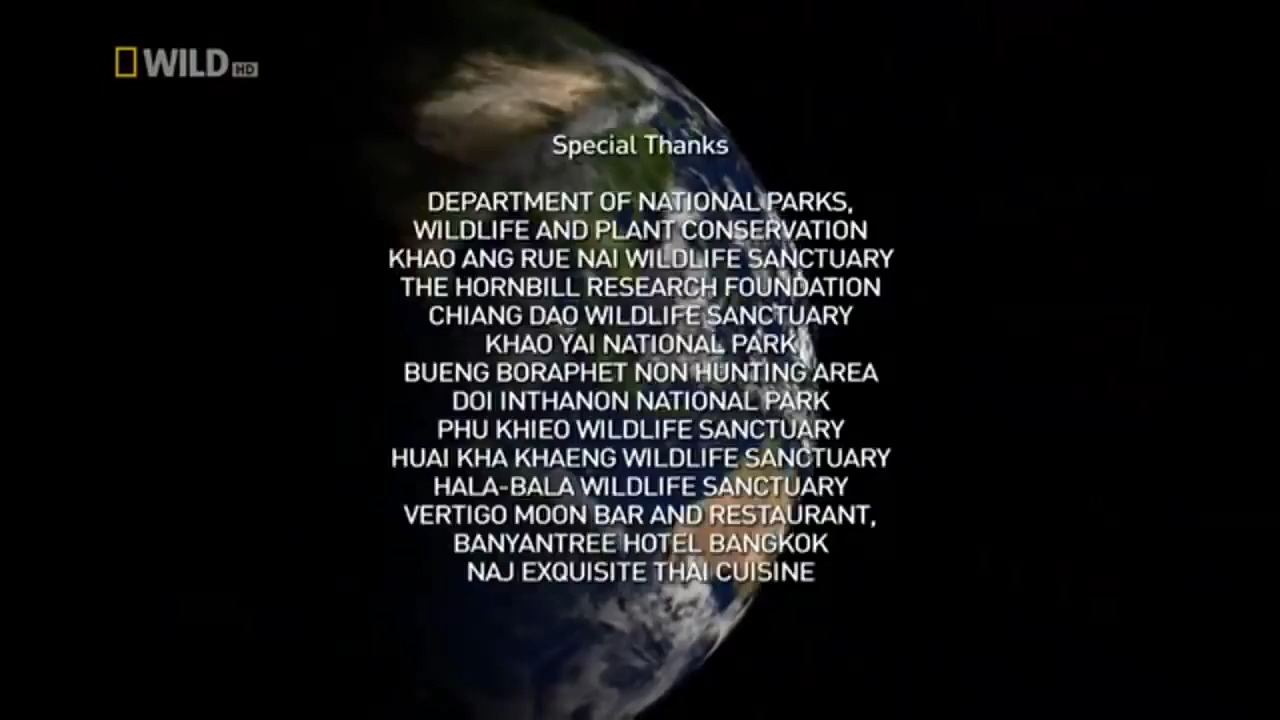 WILD HD
Special Thanks
DEPARTMENT OF NATIONAL PARKS,
WILDLIFE AND PLANT CONSERVATION
KHAO ANG RUE NAI WILDLIFE SANCTUARY
THE HORNBILL RESEARCH FOUNDATION
CHIANG DAO WILDLIFE SANCTUARY
KHAO YAI NATIONAL PARK
BUENG BORAPHET NON HUNTING AREA
DOI INTHANON NATIONAL PARK
PHU KHIEO WILDLIFE SANCTUARY
HUAI KHA KHAENG WILDLIFE SANCTUARY
HALA-BALA WILDLIFE SANCTUARY
VERTIGO MOON BAR AND RESTAURANT,
BANYANTREE HOTEL BANGKOK
NAJ EXQUISITE THAI CUISINE